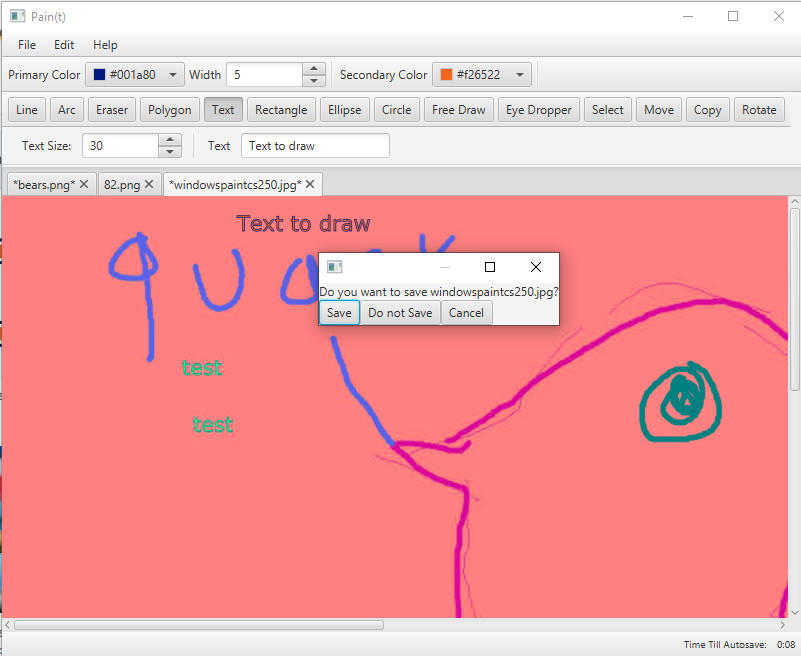 Pain(t)
File Edit Help
Primary Color #001a80 Width 5 Secondary Color #f26522
Line Arc Eraser Polygon Text Rectangle Ellipse Circle Free Draw Eye Dropper Select Move Copy Rotate
Text Size: 30 Text Text to draw
*bears.png* 82.png *windowspaintcs250.jpg*
Text to draw
Do you want to save windowspaintcs250.jpg?
Save Do not Save Cancel
test
test
Time Till Autosave: 0:08